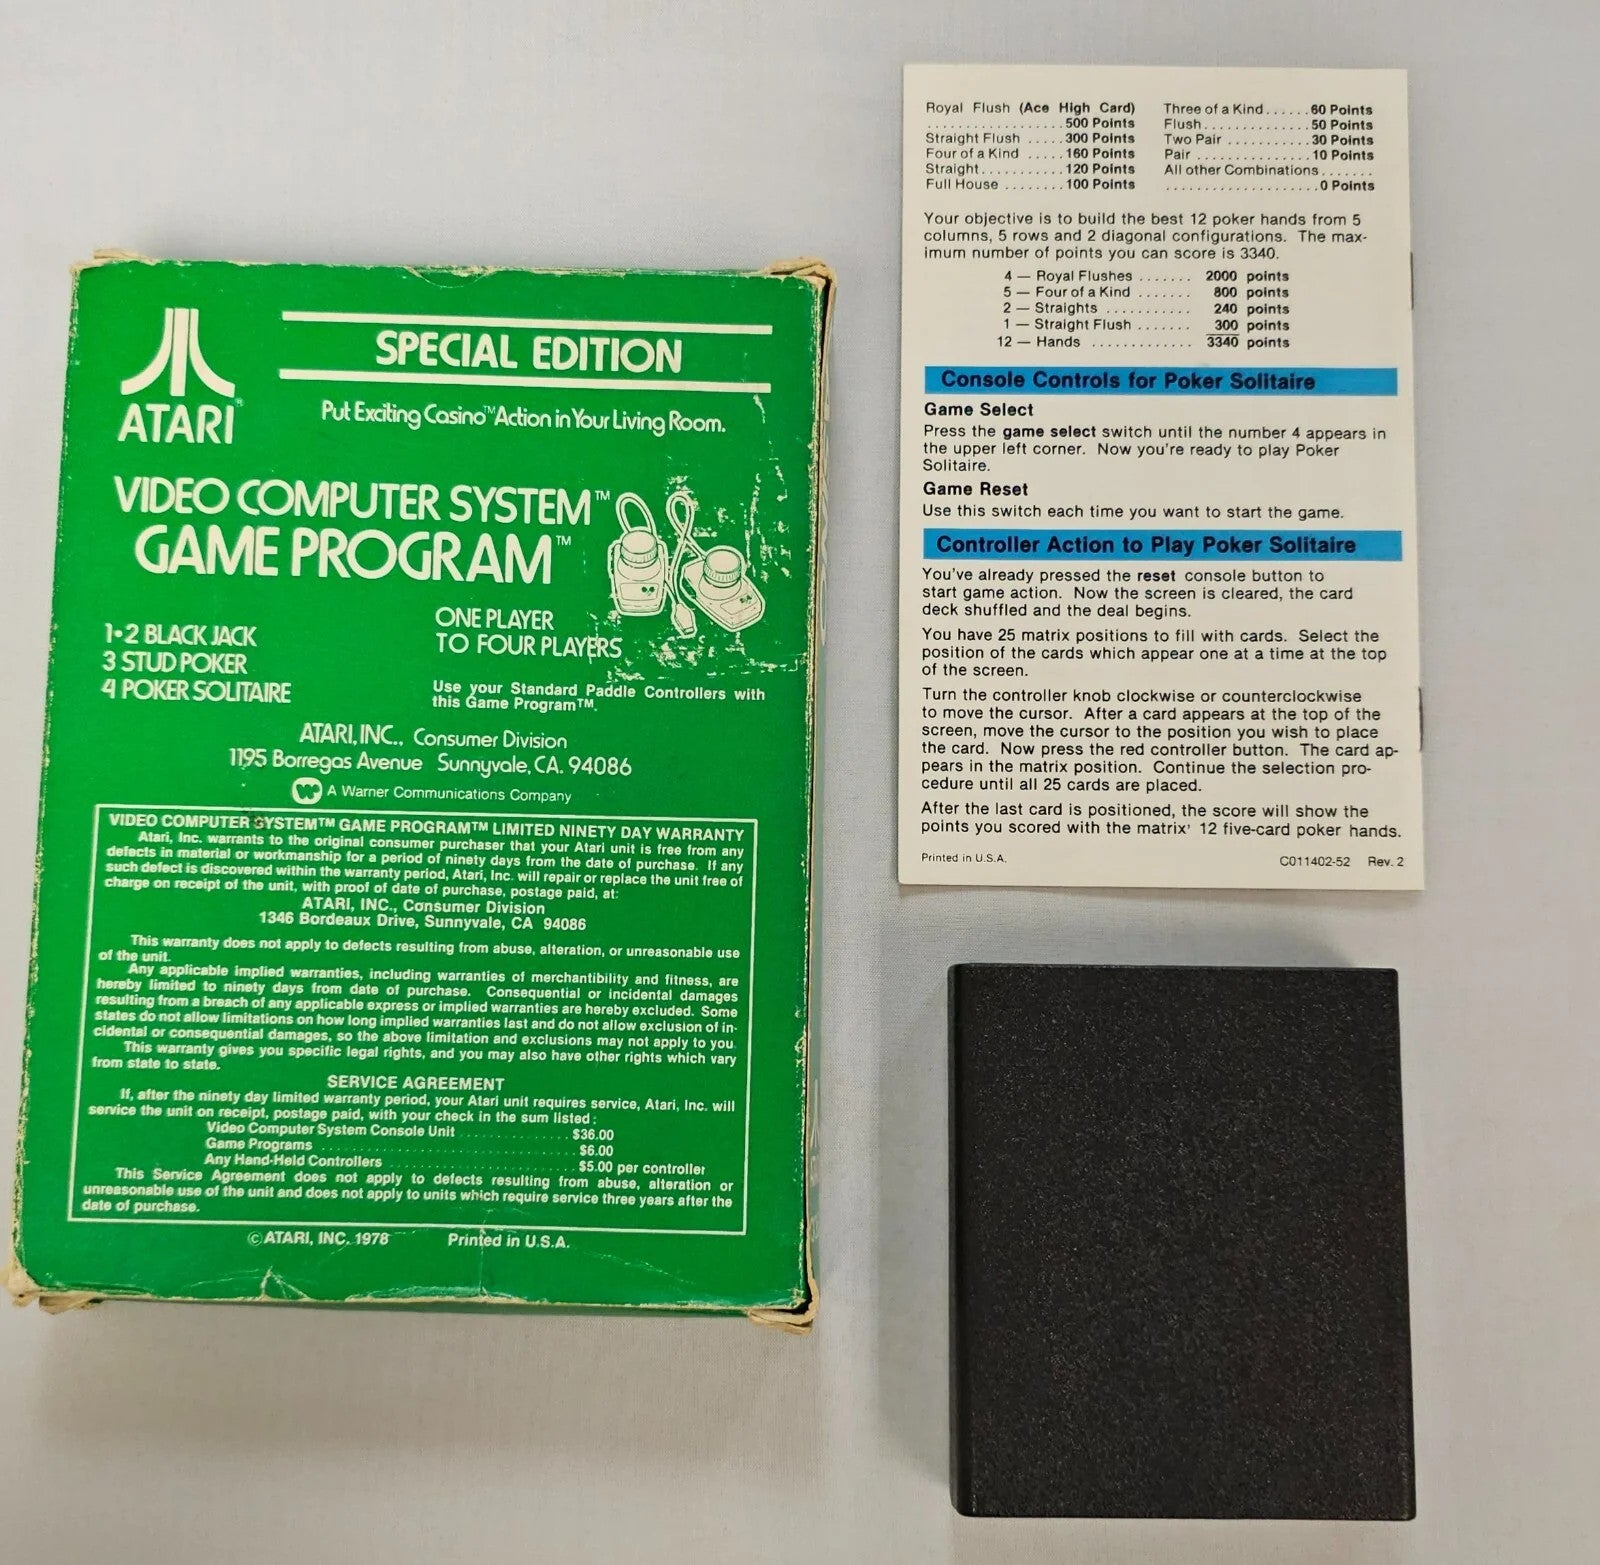 ATARI®
SPECIAL EDITION
Put Exciting Casino™ Action in Your Living Room.
VIDEO COMPUTER SYSTEM™
GAME PROGRAM™
1•2 BLACK JACK
3 STUD POKER
4 POKER SOLITAIRE
ONE PLAYER
TO FOUR PLAYERS
Use your Standard Paddle Controllers with
this Game Program™.
ATARI, INC., Consumer Division
1195 Borregas Avenue Sunnyvale, CA. 94086
A Warner Communications Company
VIDEO COMPUTER SYSTEM™ GAME PROGRAM™ LIMITED NINETY DAY WARRANTY
Atari, Inc. warrants to the original consumer purchaser that your Atari unit is free from any
defects in material or workmanship for a period of ninety days from the date of purchase. If any
such defect is discovered within the warranty period, Atari, Inc. will repair or replace the unit free of
charge on receipt of the unit, with proof of date of purchase, postage paid, at:
ATARI, INC., Consumer Division
1346 Bordeaux Drive, Sunnyvale, CA 94086
This warranty does not apply to defects resulting from abuse, alteration, or unreasonable use
of the unit.
Any applicable implied warranties, including warranties of merchantibility and fitness, are
hereby limited to ninety days from date of purchase. Consequential or incidental damages
resulting from a breach of any applicable express or implied warranties are hereby excluded. Some
states do not allow limitations on how long implied warranties last and do not allow exclusion of in-
cidental or consequential damages, so the above limitation and exclusions may not apply to you.
This warranty gives you specific legal rights, and you may also have other rights which vary
from state to state.
SERVICE AGREEMENT
If, after the ninety day limited warranty period, your Atari unit requires service, Atari, Inc. will
service the unit on receipt, postage paid, with your check in the sum listed:
Video Computer System Console Unit .............. $36.00
Game Programs .............. $6.00
Any Hand-Held Controllers .............. $5.00 per controller
This Service Agreement does not apply to defects resulting from abuse, alteration or
unreasonable use of the unit and does not apply to units which require service three years after the
date of purchase.
© ATARI, INC. 1978 Printed in U.S.A.
Royal Flush (Ace High Card)
.................. 500 Points
Straight Flush ..... 300 Points
Four of a Kind ..... 160 Points
Straight........... 120 Points
Full House ........ 100 Points
Three of a Kind...... 60 Points
Flush.............. 50 Points
Two Pair ........... 30 Points
Pair ............... 10 Points
All other Combinations.......
.................... 0 Points
Your objective is to build the best 12 poker hands from 5
columns, 5 rows and 2 diagonal configurations. The max-
imum number of points you can score is 3340.
4 — Royal Flushes ....... 2000 points
5 — Four of a Kind ....... 800 points
2 — Straights ........... 240 points
1 — Straight Flush ....... 300 points
12 — Hands ............. 3340 points
Console Controls for Poker Solitaire
Game Select
Press the game select switch until the number 4 appears in
the upper left corner. Now you're ready to play Poker
Solitaire.
Game Reset
Use this switch each time you want to start the game.
Controller Action to Play Poker Solitaire
You've already pressed the reset console button to
start game action. Now the screen is cleared, the card
deck shuffled and the deal begins.
You have 25 matrix positions to fill with cards. Select the
position of the cards which appear one at a time at the top
of the screen.
Turn the controller knob clockwise or counterclockwise
to move the cursor. After a card appears at the top of the
screen, move the cursor to the position you wish to place
the card. Now press the red controller button. The card ap-
pears in the matrix position. Continue the selection pro-
cedure until all 25 cards are placed.
After the last card is positioned, the score will show the
points you scored with the matrix' 12 five-card poker hands.
Printed in U.S.A. C011402-52 Rev. 2